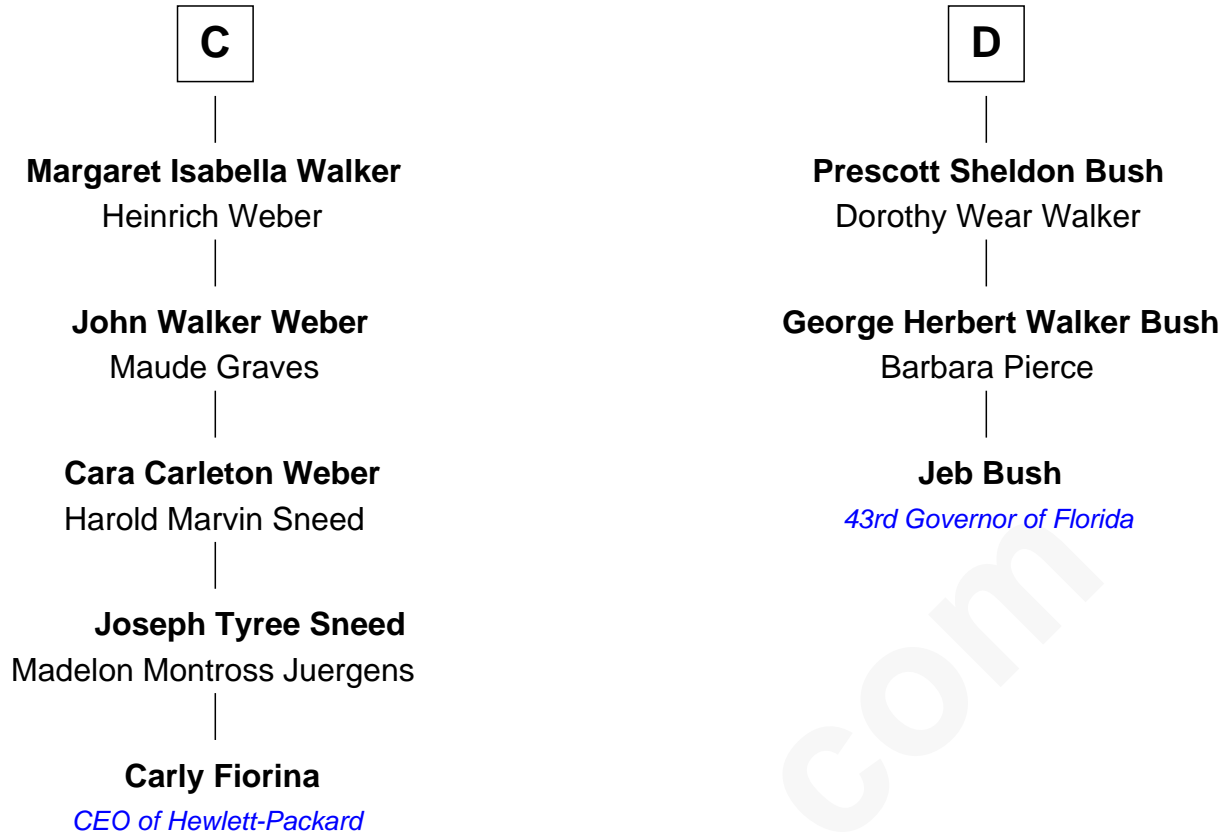 C
Margaret Isabella Walker
Heinrich Weber
John Walker Weber
Maude Graves
Cara Carleton Weber
Harold Marvin Sneed
Joseph Tyree Sneed
Madelon Montross Juergens
Carly Fiorina
CEO of Hewlett-Packard
D
Prescott Sheldon Bush
Dorothy Wear Walker
George Herbert Walker Bush
Barbara Pierce
Jeb Bush
43rd Governor of Florida
com